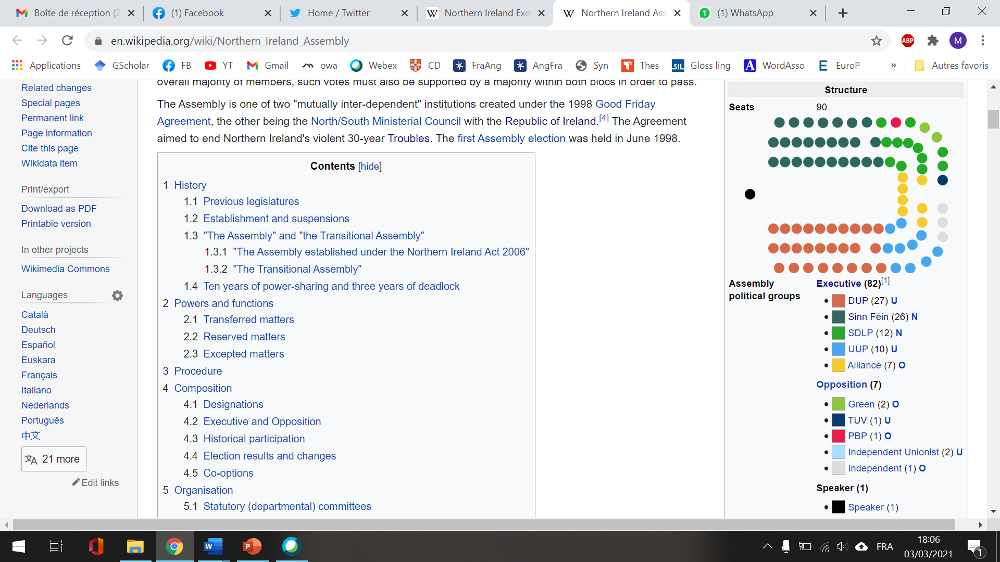 Boîte de réception (2
(1) Facebook
Home / Twitter
Northern Ireland Exe
Northern Ireland Ass
(1) WhatsApp
en.wikipedia.org/wiki/Northern_Ireland_Assembly
ABP
M
Applications
GScholar
FB
YT
Gmail
owa
Webex
CD
FraAng
AngFra
Syn
Thes
SIL
Gloss ling
WordAsso
EuroP
»
Autres favoris
Related changes
Special pages
Permanent link
Page information
Cite this page
Wikidata item
Print/export
Download as PDF
Printable version
In other projects
Wikimedia Commons
Languages
Català
Deutsch
Español
Euskara
Français
Italiano
Nederlands
Português
中文
21 more
Edit links
overall majority of members, such votes must also be supported by a majority within both blocs in order to pass.
The Assembly is one of two "mutually inter-dependent" institutions created under the 1998 Good Friday
Agreement, the other being the North/South Ministerial Council with the Republic of Ireland.[4] The Agreement
aimed to end Northern Ireland's violent 30-year Troubles. The first Assembly election was held in June 1998.
Contents [hide]
1 History
1.1 Previous legislatures
1.2 Establishment and suspensions
1.3 "The Assembly" and "the Transitional Assembly"
1.3.1 "The Assembly established under the Northern Ireland Act 2006"
1.3.2 "The Transitional Assembly"
1.4 Ten years of power-sharing and three years of deadlock
2 Powers and functions
2.1 Transferred matters
2.2 Reserved matters
2.3 Excepted matters
3 Procedure
4 Composition
4.1 Designations
4.2 Executive and Opposition
4.3 Historical participation
4.4 Election results and changes
4.5 Co-options
5 Organisation
5.1 Statutory (departmental) committees
Structure
Seats 90
Assembly
political groups
Executive (82)[1]
• DUP (27) U
• Sinn Féin (26) N
• SDLP (12) N
• UUP (10) U
• Alliance (7) O
Opposition (7)
• Green (2) O
• TUV (1) U
• PBP (1) O
• Independent Unionist (2) U
• Independent (1) O
Speaker (1)
• Speaker (1)
FRA
18:06
03/03/2021
1